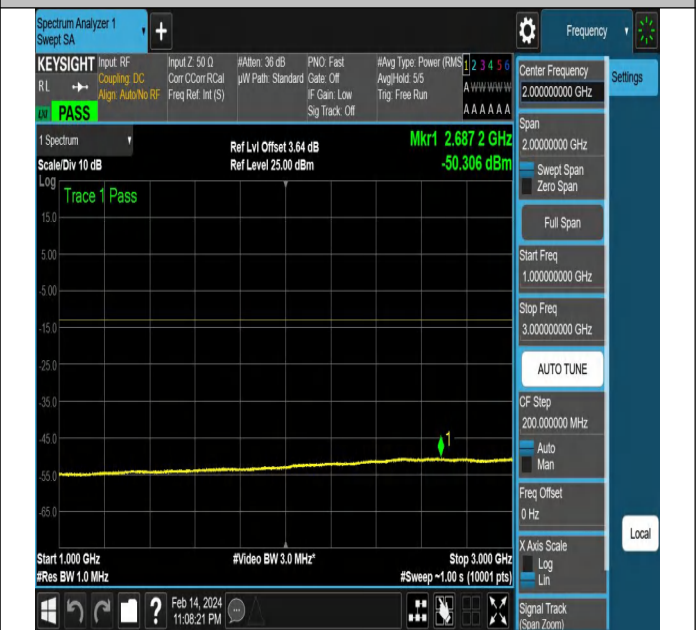 Spectrum Analyzer 1
Swept SA
Frequency
KEYSIGHT
RL
PASS
Input: RF
Coupling: DC
Align: Auto/No RF
Input Z: 50 Ω
Corr CCorr RCal
Freq Ref: Int (S)
#Atten: 36 dB
µW Path: Standard
PNO: Fast
Gate: Off
IF Gain: Low
Sig Track: Off
#Avg Type: Power (RMS
Avg|Hold: 5/5
Trig: Free Run
1 2 3 4 5 6
A W W W W W
A A A A A A
1 Spectrum
Scale/Div 10 dB
Ref Lvl Offset 3.64 dB
Ref Level 25.00 dBm
Mkr1 2.687 2 GHz
-50.306 dBm
Log
Trace 1 Pass
15.0
5.00
-5.00
-15.0
-25.0
-35.0
-45.0
-55.0
-65.0
1
Start 1.000 GHz
#Res BW 1.0 MHz
#Video BW 3.0 MHz*
Stop 3.000 GHz
#Sweep ~1.00 s (10001 pts)
Feb 14, 2024
11:08:21 PM
?
Center Frequency
2.000000000 GHz
Span
2.00000000 GHz
Swept Span
Zero Span
Full Span
Start Freq
1.000000000 GHz
Stop Freq
3.000000000 GHz
AUTO TUNE
CF Step
200.000000 MHz
Auto
Man
Freq Offset
0 Hz
X Axis Scale
Log
Lin
Signal Track
(Span Zoom)
Settings
Local